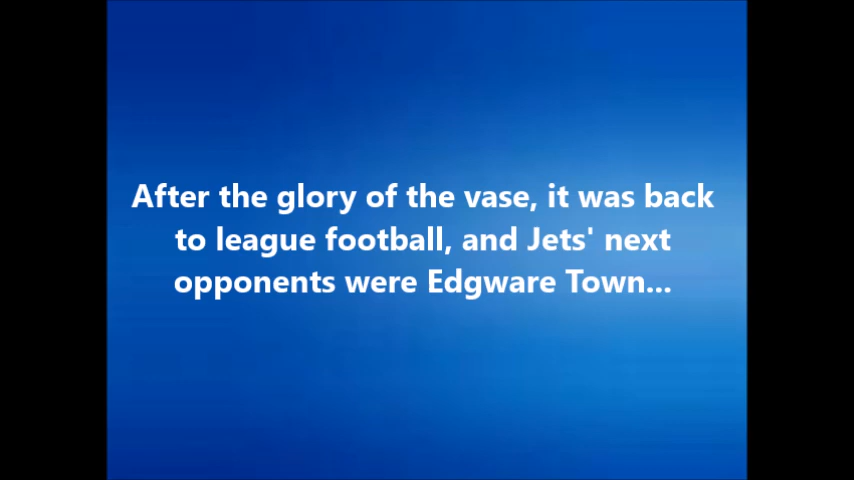 After the glory of the vase, it was back
to league football, and Jets' next
opponents were Edgware Town...